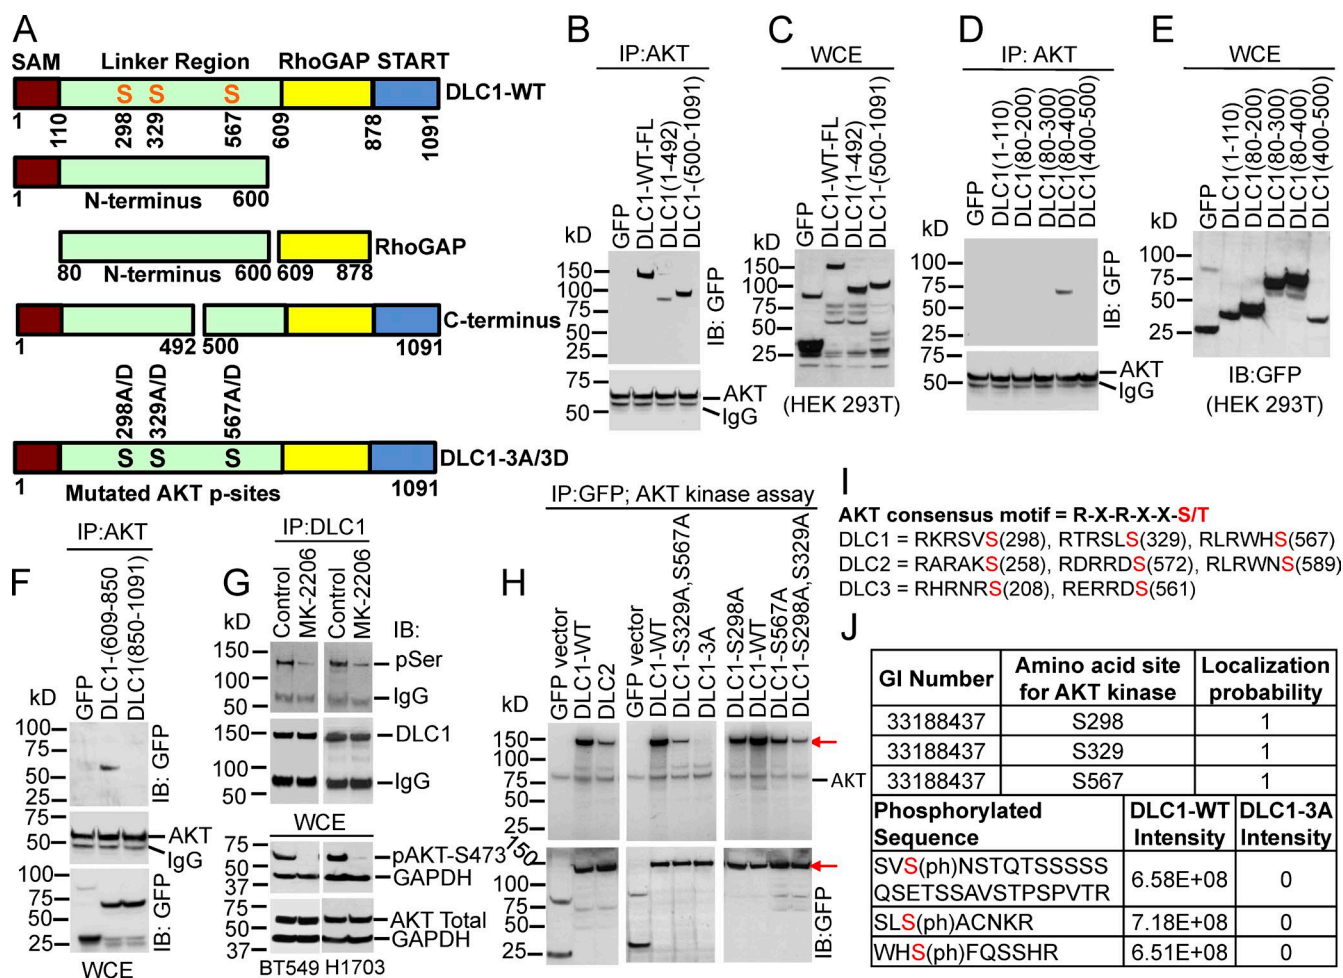 A
SAM Linker Region RhoGAP START
S S S
DLC1-WT
1 110 298 329 567 609 878 1091
1 N-terminus 600
RhoGAP
80 N-terminus 600 609 878
C-terminus
1 492 500 1091
298A/D 329A/D 567A/D
S S S
DLC1-3A/3D
1 Mutated AKT p-sites 1091
B
IP:AKT
GFP
DLC1-WT-FL
DLC1(1-492)
DLC1-(500-1091)
kD
150
100
75
50
37
25
IB: GFP
75
50
AKT
IgG
C
WCE
GFP
DLC1-WT-FL
DLC1(1-492)
DLC1-(500-1091)
kD
150
100
75
50
25
(HEK 293T)
D
IP: AKT
GFP
DLC1(1-110)
DLC1(80-200)
DLC1(80-300)
DLC1(80-400)
DLC1(400-500)
kD
100
75
50
25
IB: GFP
75
50
AKT
IgG
E
WCE
GFP
DLC1(1-110)
DLC1(80-200)
DLC1(80-300)
DLC1(80-400)
DLC1(400-500)
kD
100
75
50
25
IB:GFP
(HEK 293T)
F
IP:AKT
GFP
DLC1-(609-850
DLC1(850-1091)
kD
100
75
50
37
25
IB: GFP
75
50
AKT
IgG
100
75
50
25
IB: GFP
WCE
G
IP:DLC1
Control
MK-2206
Control
MK-2206
kD
IB:
150
100
75
50
pSer
IgG
150
100
50
DLC1
IgG
WCE
75
50
37
pAKT-S473
GAPDH
75
50
37
AKT Total
GAPDH
BT549 H1703
H
IP:GFP; AKT kinase assay
GFP vector
DLC1-WT
DLC2
GFP vector
DLC1-WT
DLC1-S329A,S567A
DLC1-3A
DLC1-S298A
DLC1-WT
DLC1-S567A
DLC1-S298A,S329A
kD
150
100
75
50
25
AKT
150
100
75
50
37
25
IB:GFP
I
AKT consensus motif = R-X-R-X-X-S/T
DLC1 = RKRSVS(298), RTRSLS(329), RLRWHS(567)
DLC2 = RARAKS(258), RDRRDS(572), RLRWNS(589)
DLC3 = RHRNRS(208), RERRDS(561)
J
GI Number Amino acid site for AKT kinase Localization probability
33188437 S298 1
33188437 S329 1
33188437 S567 1
Phosphorylated Sequence DLC1-WT Intensity DLC1-3A Intensity
SVS(ph)NSTQTSSSSS
QSETSSAVSTPSPVTR 6.58E+08 0
SLS(ph)ACNKR 7.18E+08 0
WHS(ph)FQSSHR 6.51E+08 0